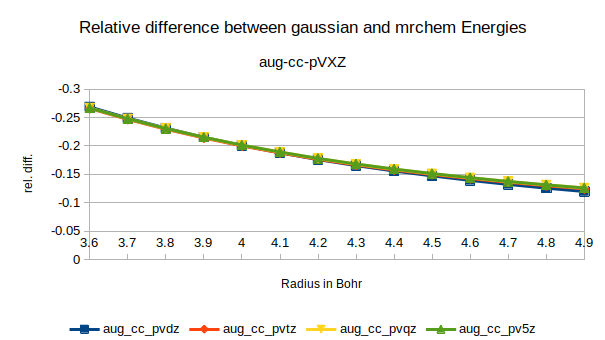 Relative difference between gaussian and mrchem Energies
aug-cc-pVXZ
-0.3
-0.25
-0.2
-0.15
-0.1
-0.05
0
rel. diff.
3.6 3.7 3.8 3.9 4 4.1 4.2 4.3 4.4 4.5 4.6 4.7 4.8 4.9
Radius in Bohr
aug_cc_pvdz aug_cc_pvtz aug_cc_pvqz aug_cc_pv5z